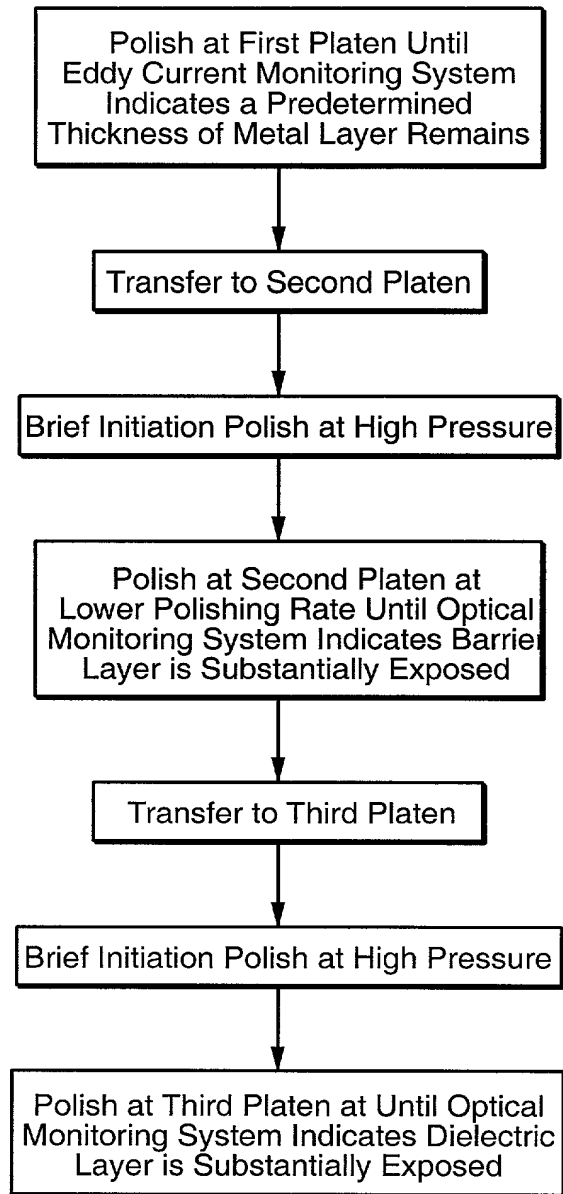 Polish at First Platen Until
Eddy Current Monitoring System
Indicates a Predetermined
Thickness of Metal Layer Remains
Transfer to Second Platen
Brief Initiation Polish at High Pressure
Polish at Second Platen at
Lower Polishing Rate Until Optical
Monitoring System Indicates Barrier
Layer is Substantially Exposed
Transfer to Third Platen
Brief Initiation Polish at High Pressure
Polish at Third Platen at Until Optical
Monitoring System Indicates Dielectric
Layer is Substantially Exposed